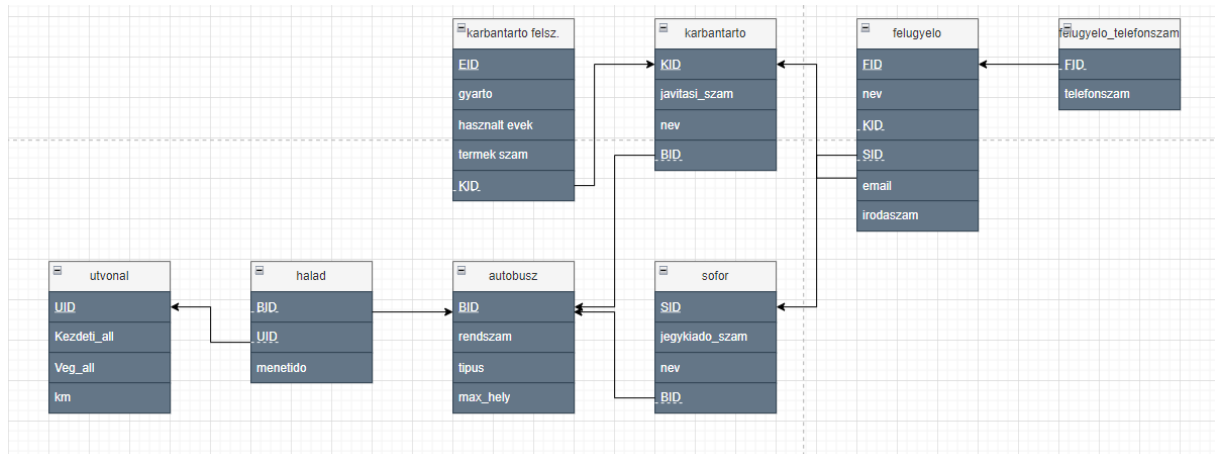 karbantarto felsz.
EID
gyarto
hasznalt evek
termek szam
KID
karbantarto
KID
javitasi_szam
nev
BID
felugyelo
FID
nev
KID
SID
email
irodaszam
felugyelo_telefonszam
FID
telefonszam
utvonal
UID
Kezdeti_all
Veg_all
km
halad
BID
UID
menetido
autobusz
BID
rendszam
tipus
max_hely
sofor
SID
jegykiado_szam
nev
BID